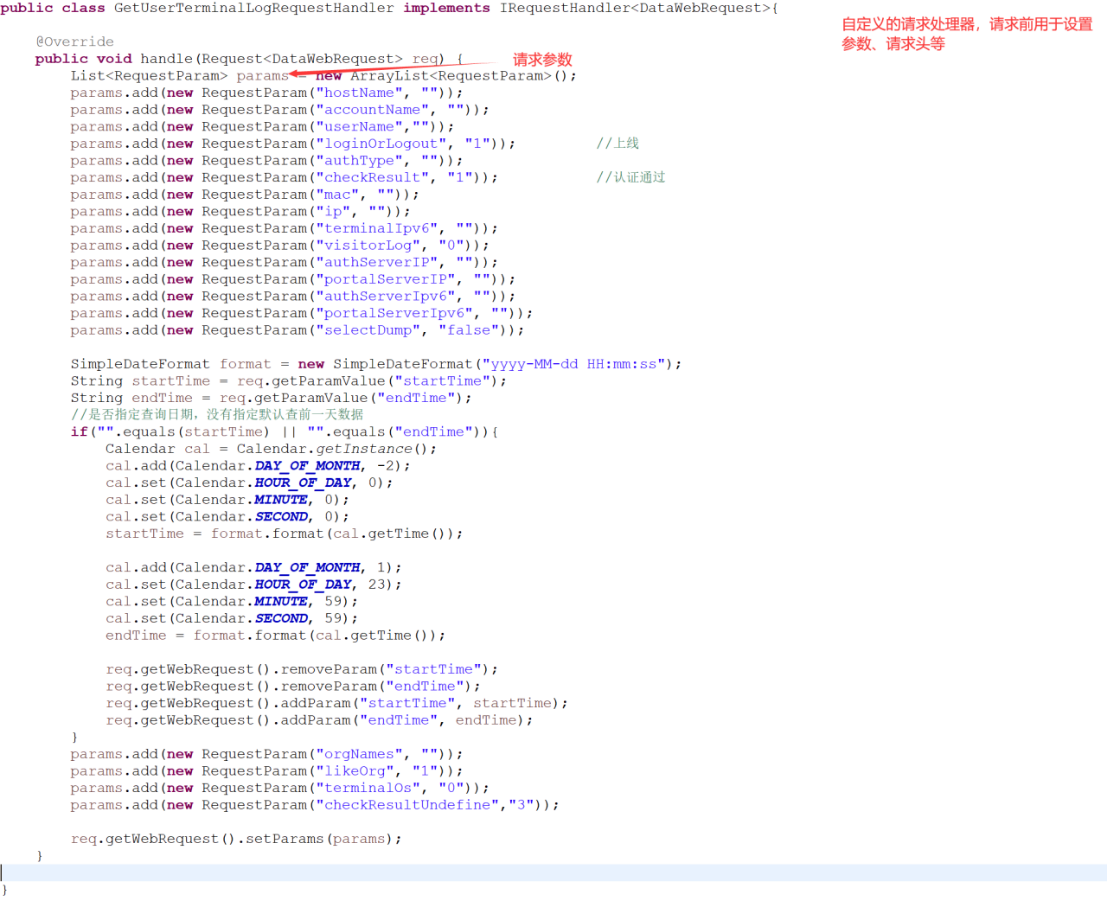 public class GetUserTerminalLogRequestHandler implements IRequestHandler<DataWebRequest>{
自定义的请求处理器，请求前用于设置
参数、请求头等
@Override
public void handle(Request<DataWebRequest> req) {
请求参数
List<RequestParam> params = new ArrayList<RequestParam>();
params.add(new RequestParam("hostName", ""));
params.add(new RequestParam("accountName", ""));
params.add(new RequestParam("userName",""));
params.add(new RequestParam("loginOrLogout", "1")); //上线
params.add(new RequestParam("authType", ""));
params.add(new RequestParam("checkResult", "1")); //认证通过
params.add(new RequestParam("mac", ""));
params.add(new RequestParam("ip", ""));
params.add(new RequestParam("terminalIpv6", ""));
params.add(new RequestParam("visitorLog", "0"));
params.add(new RequestParam("authServerIP", ""));
params.add(new RequestParam("portalServerIP", ""));
params.add(new RequestParam("authServerIpv6", ""));
params.add(new RequestParam("portalServerIpv6", ""));
params.add(new RequestParam("selectDump", "false"));
SimpleDateFormat format = new SimpleDateFormat("yyyy-MM-dd HH:mm:ss");
String startTime = req.getParamValue("startTime");
String endTime = req.getParamValue("endTime");
//是否指定查询日期，没有指定默认查前一天数据
if("".equals(startTime) || "".equals("endTime")){
Calendar cal = Calendar.getInstance();
cal.add(Calendar.DAY_OF_MONTH, -2);
cal.set(Calendar.HOUR_OF_DAY, 0);
cal.set(Calendar.MINUTE, 0);
cal.set(Calendar.SECOND, 0);
startTime = format.format(cal.getTime());
cal.add(Calendar.DAY_OF_MONTH, 1);
cal.set(Calendar.HOUR_OF_DAY, 23);
cal.set(Calendar.MINUTE, 59);
cal.set(Calendar.SECOND, 59);
endTime = format.format(cal.getTime());
req.getWebRequest().removeParam("startTime");
req.getWebRequest().removeParam("endTime");
req.getWebRequest().addParam("startTime", startTime);
req.getWebRequest().addParam("endTime", endTime);
}
params.add(new RequestParam("orgNames", ""));
params.add(new RequestParam("likeOrg", "1"));
params.add(new RequestParam("terminalOs", "0"));
params.add(new RequestParam("checkResultUndefine","3"));
req.getWebRequest().setParams(params);
}
}